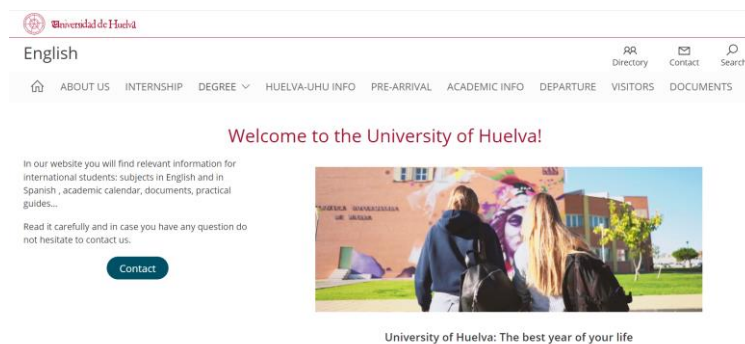 Universidad de Huelva
English
Directory
Contact
Search
ABOUT US
INTERNSHIP
DEGREE
HUELVA-UHU INFO
PRE-ARRIVAL
ACADEMIC INFO
DEPARTURE
VISITORS
DOCUMENTS
Welcome to the University of Huelva!
In our website you will find relevant information for
international students: subjects in English and in
Spanish , academic calendar, documents, practical
guides...
Read it carefully and in case you have any question do
not hesitate to contact us.
Contact
DE HUELVA
University of Huelva: The best year of your life